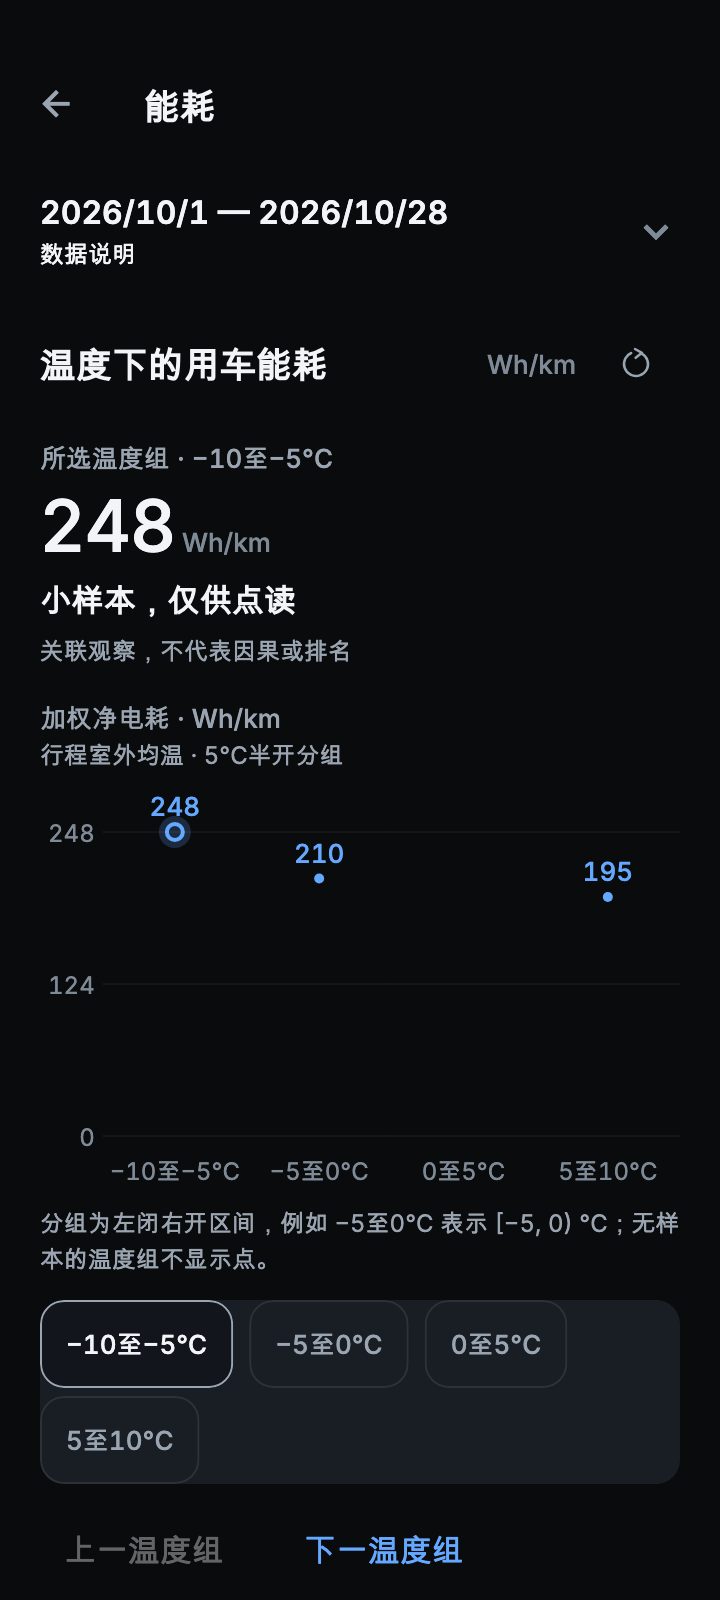 能耗
2026/10/1 — 2026/10/28
数据说明
温度下的用车能耗 Wh/km
所选温度组 · −10至−5°C
248 Wh/km
小样本，仅供点读
关联观察，不代表因果或排名
加权净电耗 · Wh/km
行程室外均温 · 5°C半开分组
248
248
210
195
124
0
−10至−5°C −5至0°C 0至5°C 5至10°C
分组为左闭右开区间，例如 −5至0°C 表示 [−5, 0) °C；无样
本的温度组不显示点。
−10至−5°C −5至0°C 0至5°C
5至10°C
上一温度组 下一温度组